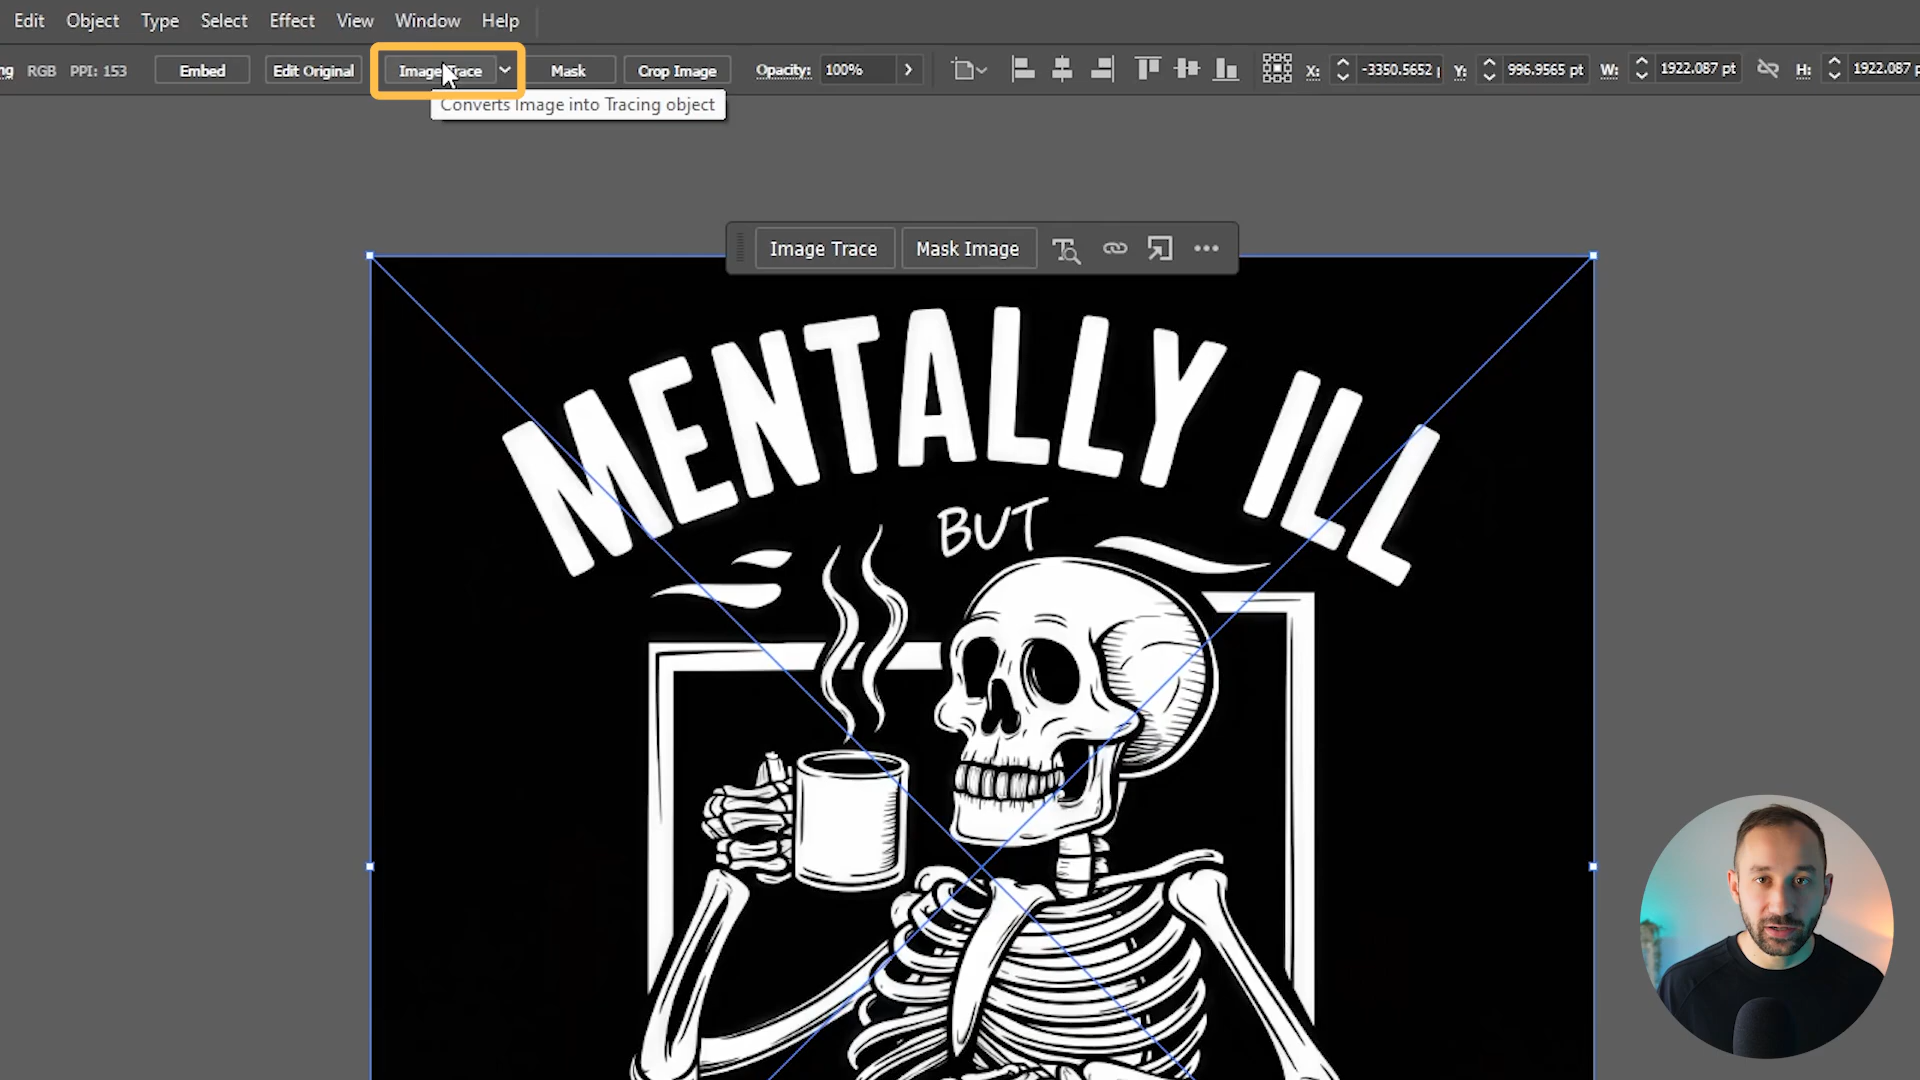 Edit Object Type Select Effect View Window Help
ng RGB PPI: 153 Embed Edit Original Image Trace Mask Crop Image Opacity: 100% X: -3350.5652 Y: 996.9565 pt W: 1922.087 pt H: 1922.087 p
Converts Image into Tracing object
Image Trace Mask Image
MENTALLY ILL
BUT